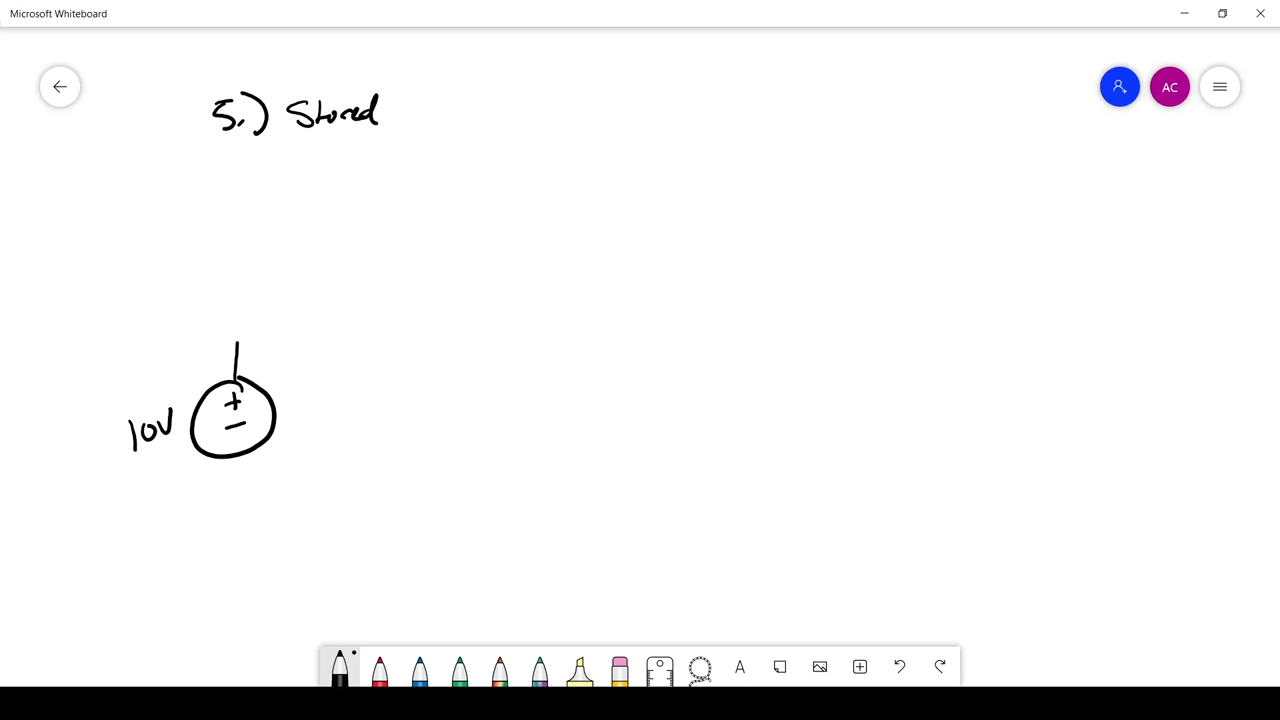 Microsoft Whiteboard
AC
5.) Stored
+
10V
−
A